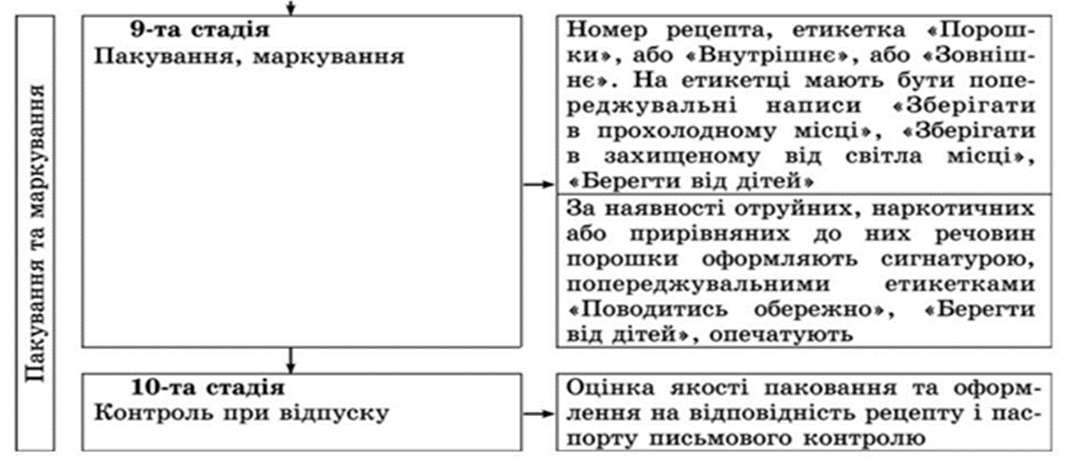 Пакування та маркування
9-та стадія
Пакування, маркування
Номер рецепта, етикетка «Порош-
ки», або «Внутрішнє», або «Зовніш-
нє». На етикетці мають бути попе-
реджувальні написи «Зберігати
в прохолодному місці», «Зберігати
в захищеному від світла місці»,
«Берегти від дітей»
За наявності отруйних, наркотичних
або прирівняних до них речовин
порошки оформляють сигнатурою,
попереджувальними етикетками
«Поводитись обережно», «Берегти
від дітей», опечатують
10-та стадія
Контроль при відпуску
Оцінка якості паковання та оформ-
лення на відповідність рецепту і пас-
порту письмового контролю